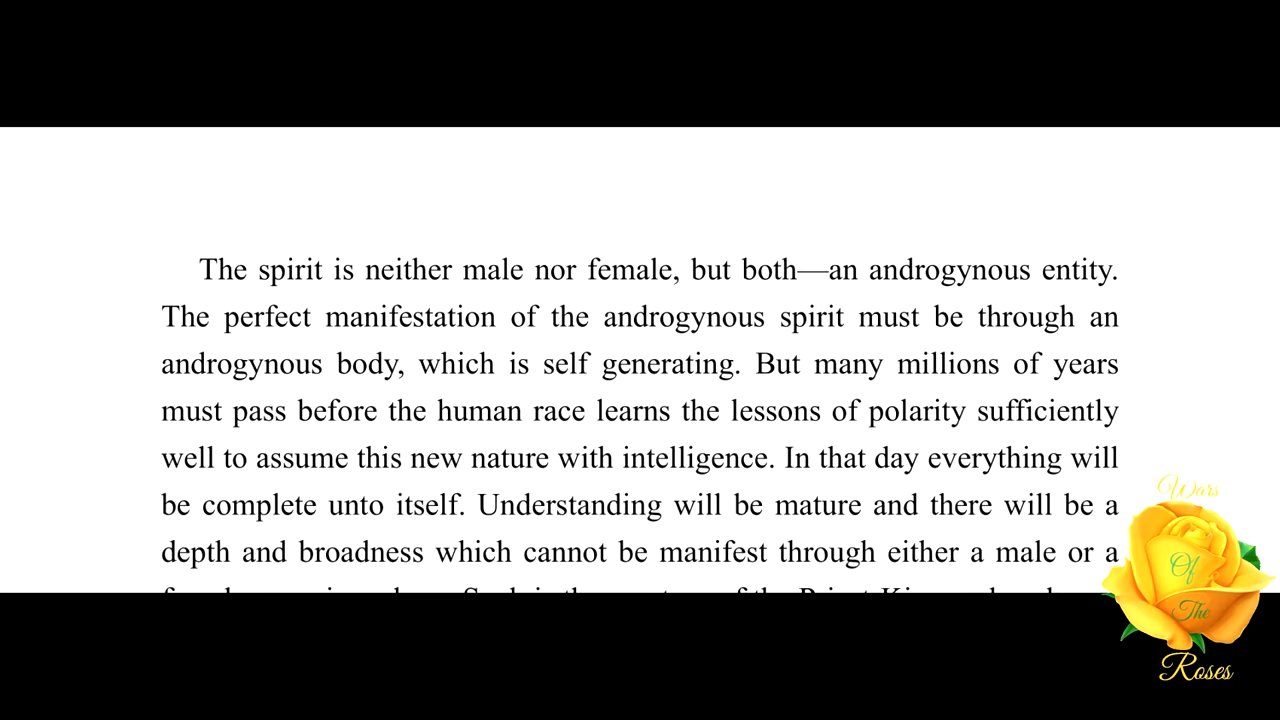 The spirit is neither male nor female, but both—an androgynous entity.
The perfect manifestation of the androgynous spirit must be through an
androgynous body, which is self generating. But many millions of years
must pass before the human race learns the lessons of polarity sufficiently
well to assume this new nature with intelligence. In that day everything will
be complete unto itself. Understanding will be mature and there will be a
depth and broadness which cannot be manifest through either a male or a
Wars
Of
The
Roses